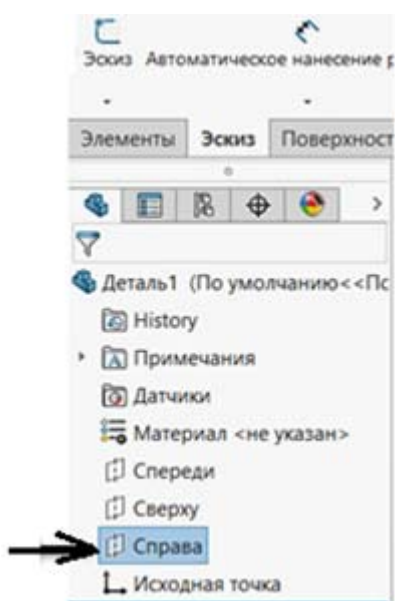 Эскиз Автоматическое нанесение р
Элементы Эскиз Поверхност
Деталь1 (По умолчанию<<По
History
Примечания
Датчики
Материал <не указан>
Спереди
Сверху
Справа
Исходная точка